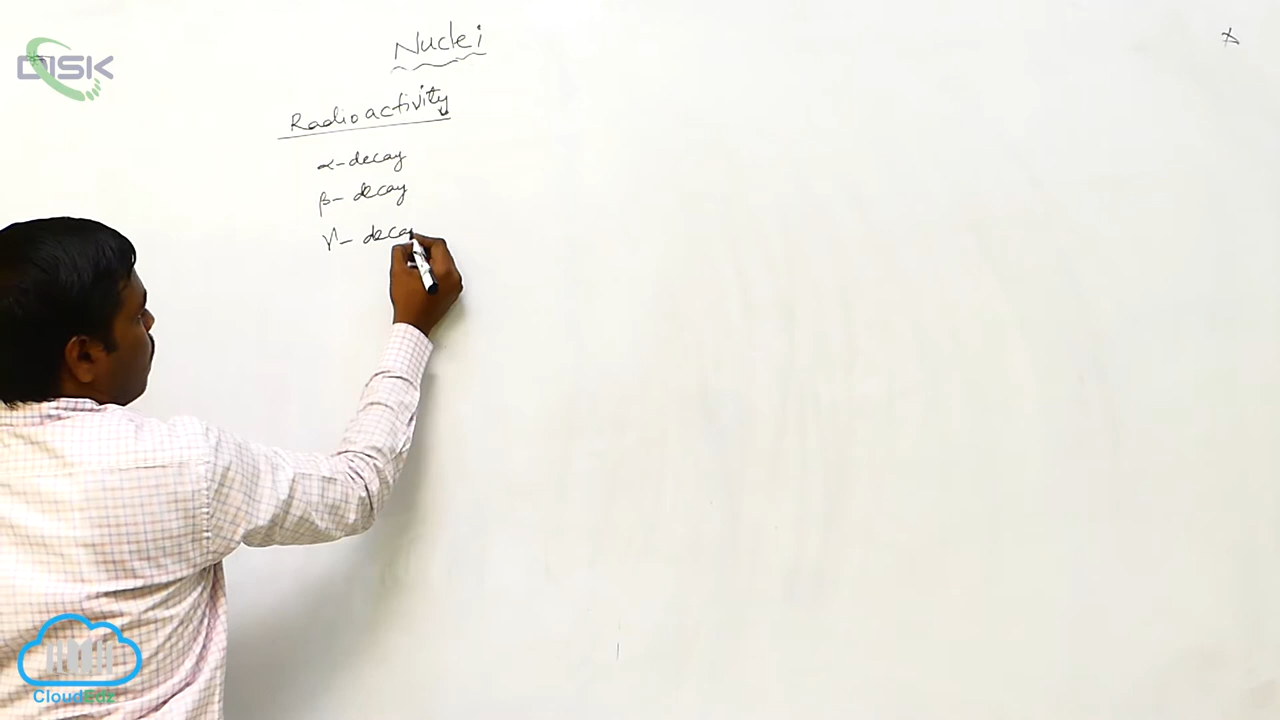 Nuclei
DISK
Radioactivity
α-decay
β-decay
γ-deca
CloudEdz